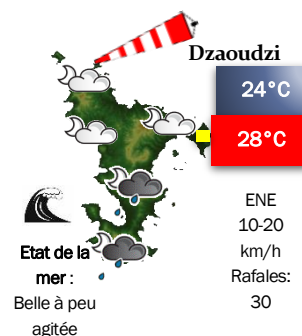 Dzaoudzi
24°C
28°C
ENE
10-20
km/h
Rafales:
30
Etat de la
mer :
Belle à peu
agitée